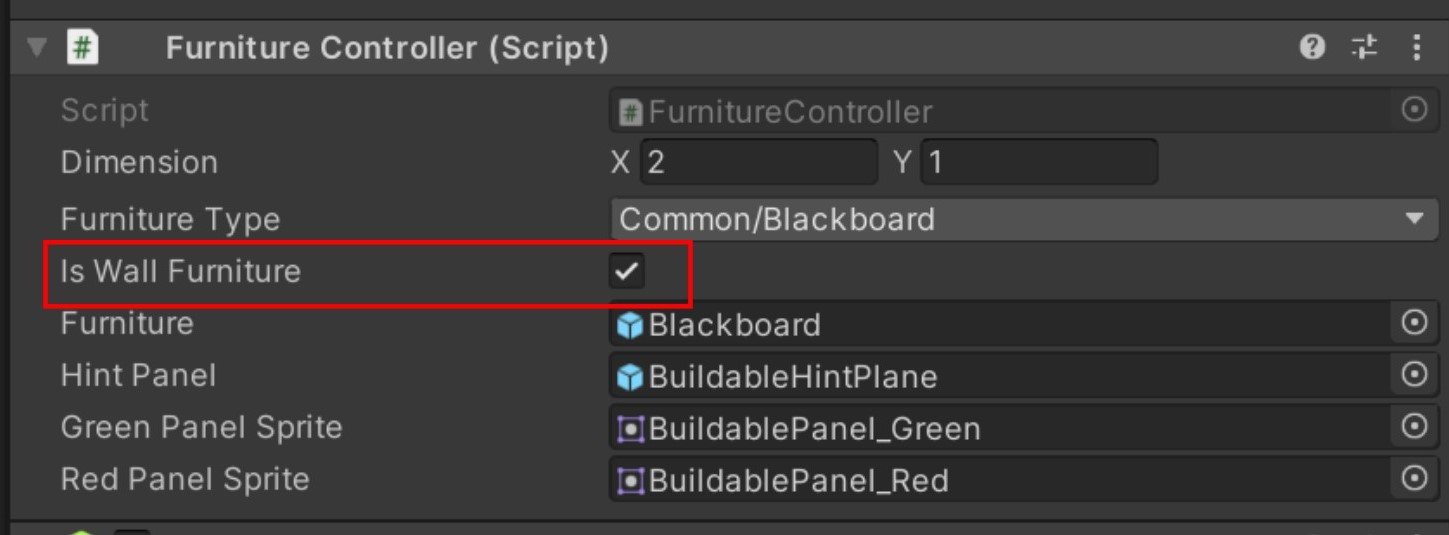 Furniture Controller (Script)
Script # FurnitureController
Dimension X 2 Y 1
Furniture Type Common/Blackboard
Is Wall Furniture
Furniture Blackboard
Hint Panel BuildableHintPlane
Green Panel Sprite BuildablePanel_Green
Red Panel Sprite BuildablePanel_Red